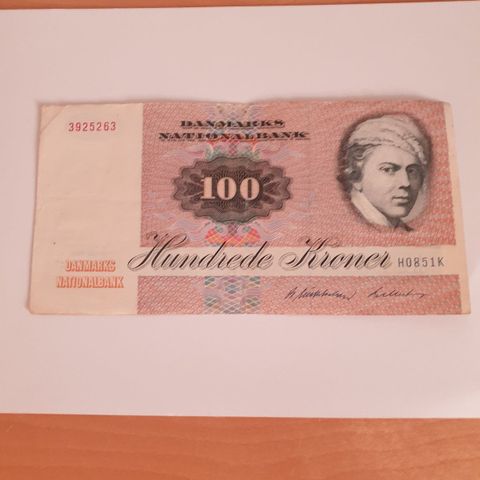 3925263
DANMARKS
NATIONALBANK
100
Hundrede Kroner
H0851K
DANMARKS
NATIONALBANK